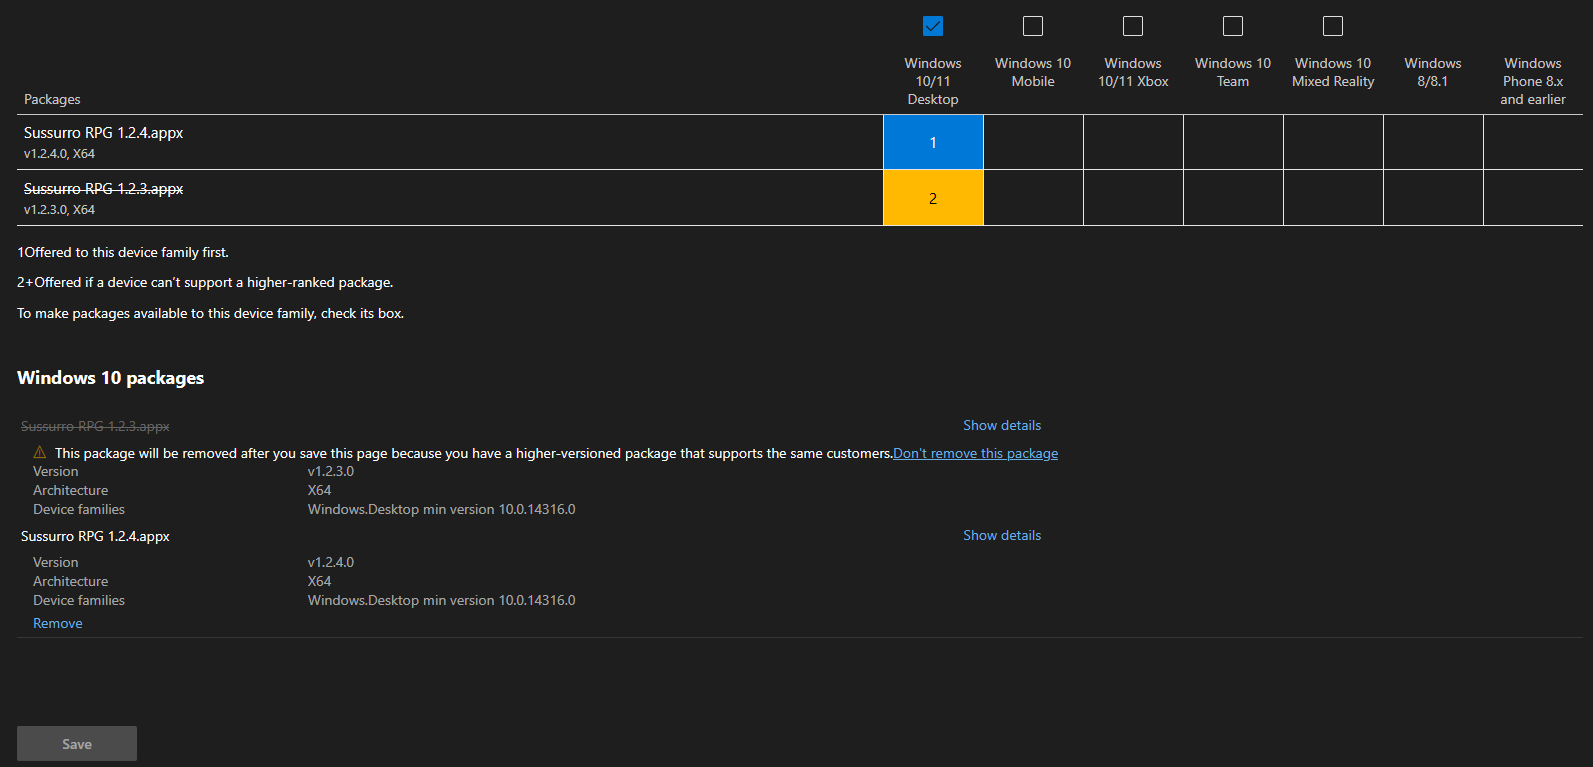 Windows 10/11 Desktop
Windows 10 Mobile
Windows 10/11 Xbox
Windows 10 Team
Windows 10 Mixed Reality
Windows 8/8.1
Windows Phone 8.x and earlier
Packages
Sussurro RPG 1.2.4.appx
v1.2.4.0, X64
1
Sussurro RPG 1.2.3.appx
v1.2.3.0, X64
2
1Offered to this device family first.
2+Offered if a device can’t support a higher-ranked package.
To make packages available to this device family, check its box.
Windows 10 packages
Sussurro RPG 1.2.3.appx Show details
This package will be removed after you save this page because you have a higher-versioned package that supports the same customers.Don't remove this package
Version v1.2.3.0
Architecture X64
Device families Windows.Desktop min version 10.0.14316.0
Sussurro RPG 1.2.4.appx Show details
Version v1.2.4.0
Architecture X64
Device families Windows.Desktop min version 10.0.14316.0
Remove
Save